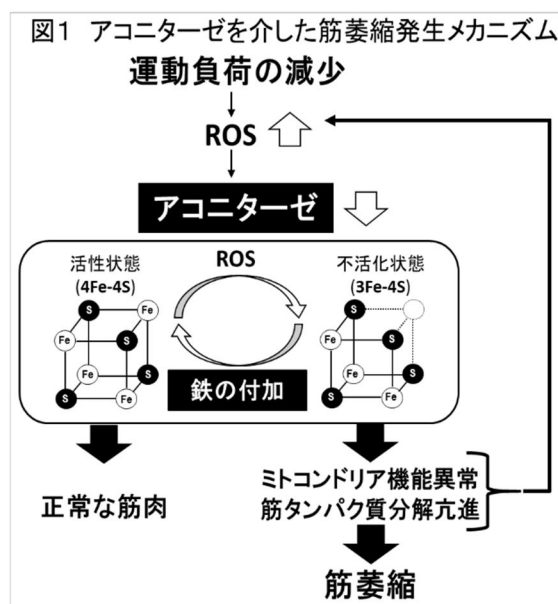 図1 アコニターゼを介した筋萎縮発生メカニズム
運動負荷の減少
ROS
アコニターゼ
活性状態
(4Fe-4S)
ROS
不活化状態
(3Fe-4S)
S
Fe
Fe
S
Fe
S
S
Fe
S
Fe
S
Fe
S
S
Fe
鉄の付加
正常な筋肉
ミトコンドリア機能異常
筋タンパク質分解亢進
筋萎縮